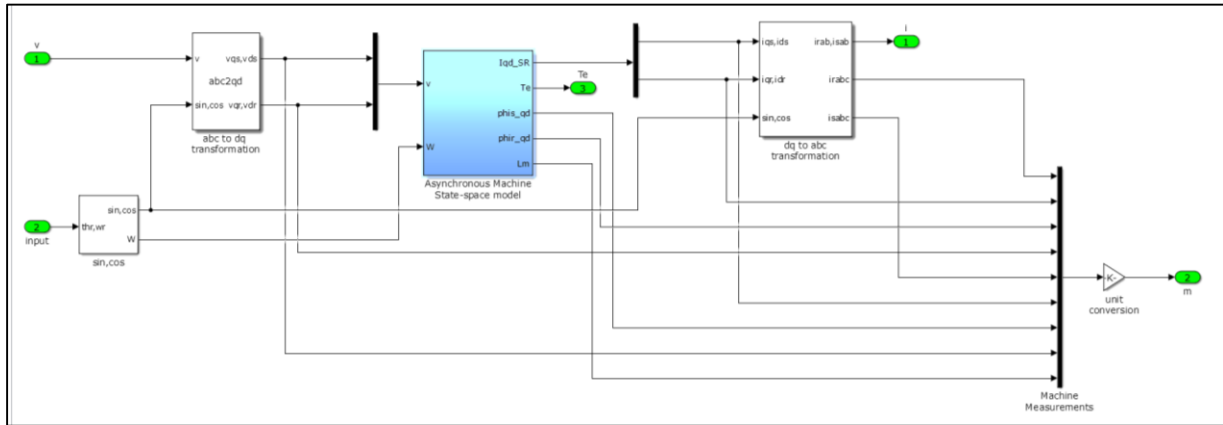 v
1
v
vqs,vds
abc2qd
sin,cos
vqr,vdr
abc to dq
transformation
2
input
sin,cos
thr,wr
W
sin,cos
v
W
Iqd_SR
Te
phis_qd
phir_qd
Lm
Asynchronous Machine
State-space model
Te
3
iqs,ids
irab,isab
iqr,idr
irabc
sin,cos
isabc
dq to abc
transformation
i
1
Machine
Measurements
K-
unit
conversion
2
m